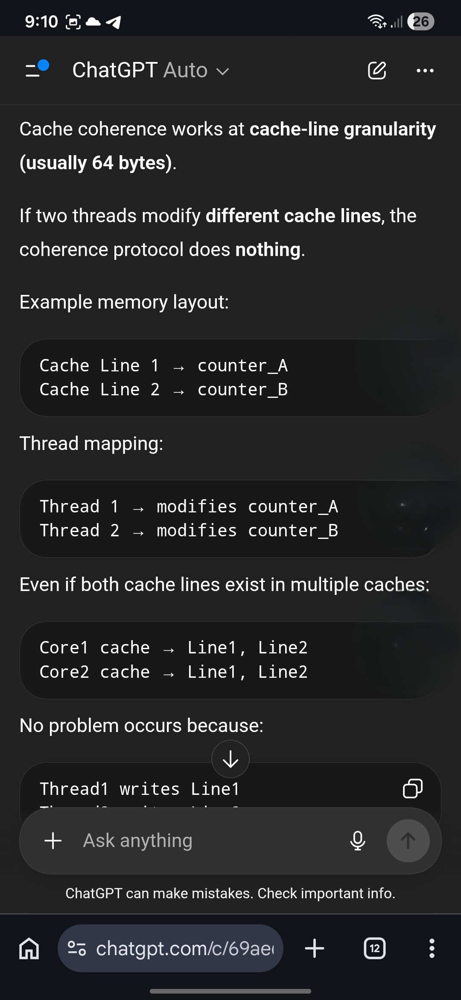 9:10
26
ChatGPT Auto
Cache coherence works at cache-line granularity
(usually 64 bytes).
If two threads modify different cache lines, the
coherence protocol does nothing.
Example memory layout:
Cache Line 1 → counter_A
Cache Line 2 → counter_B
Thread mapping:
Thread 1 → modifies counter_A
Thread 2 → modifies counter_B
Even if both cache lines exist in multiple caches:
Core1 cache → Line1, Line2
Core2 cache → Line1, Line2
No problem occurs because:
Thread1 writes Line1
Ask anything
ChatGPT can make mistakes. Check important info.
chatgpt.com/c/69ae
12